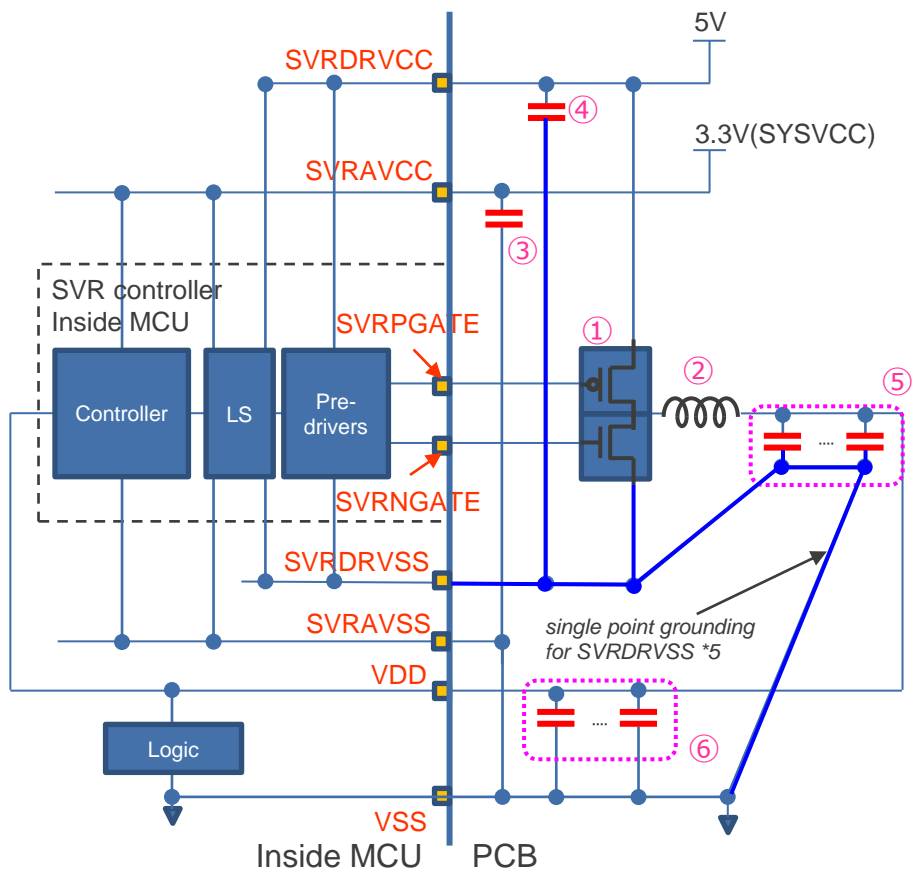 5V
SVRDRVCC
④
3.3V(SYSVCC)
SVRAVCC
③
SVR controller
Inside MCU
SVRPGATE
①
②
⑤
Controller
LS
Pre-
drivers
....
SVRNGATE
SVRDRVSS
SVRAVSS
single point grounding
for SVRDRVSS *5
VDD
....
⑥
Logic
VSS
Inside MCU
PCB